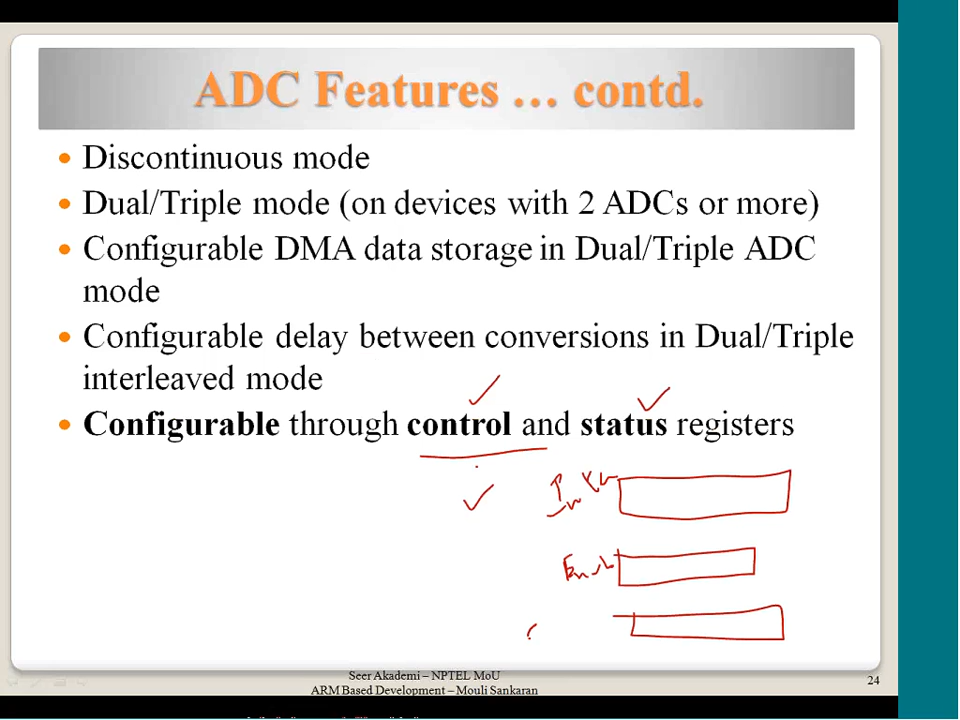 ADC Features … contd.
Discontinuous mode
Dual/Triple mode (on devices with 2 ADCs or more)
Configurable DMA data storage in Dual/Triple ADC
mode
Configurable delay between conversions in Dual/Triple
interleaved mode
Configurable through control and status registers
Seer Akademi – NPTEL MoU
ARM Based Development – Mouli Sankaran
24